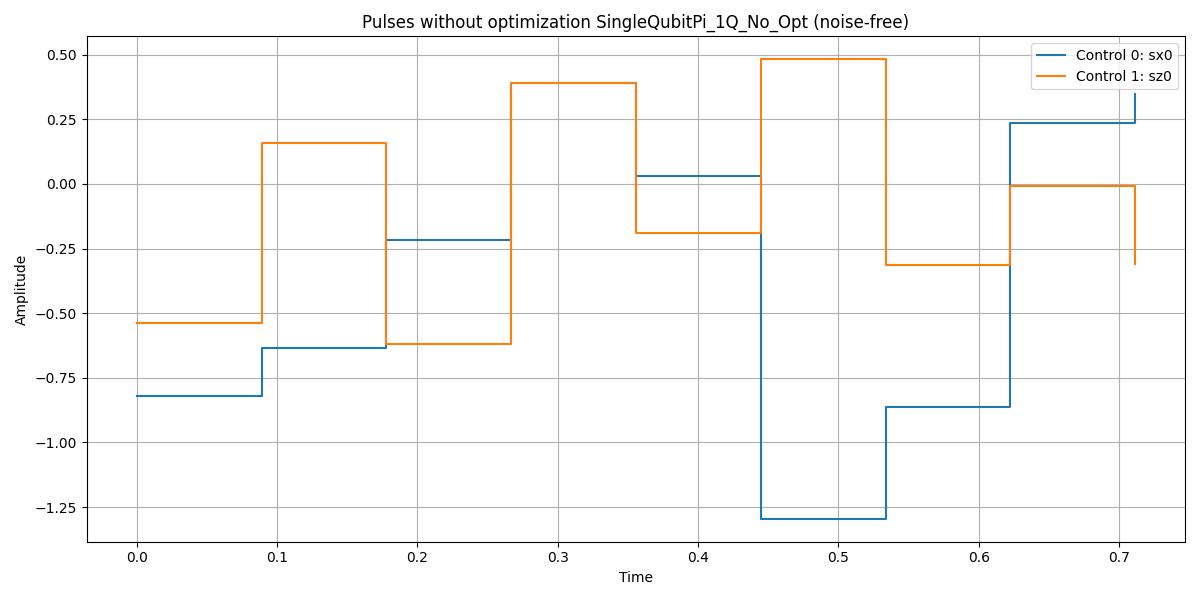 Pulses without optimization SingleQubitPi_1Q_No_Opt (noise-free)
Control 0: sx0
Control 1: sz0
0.50
0.25
0.00
−0.25
−0.50
−0.75
−1.00
−1.25
Amplitude
0.0 0.1 0.2 0.3 0.4 0.5 0.6 0.7
Time